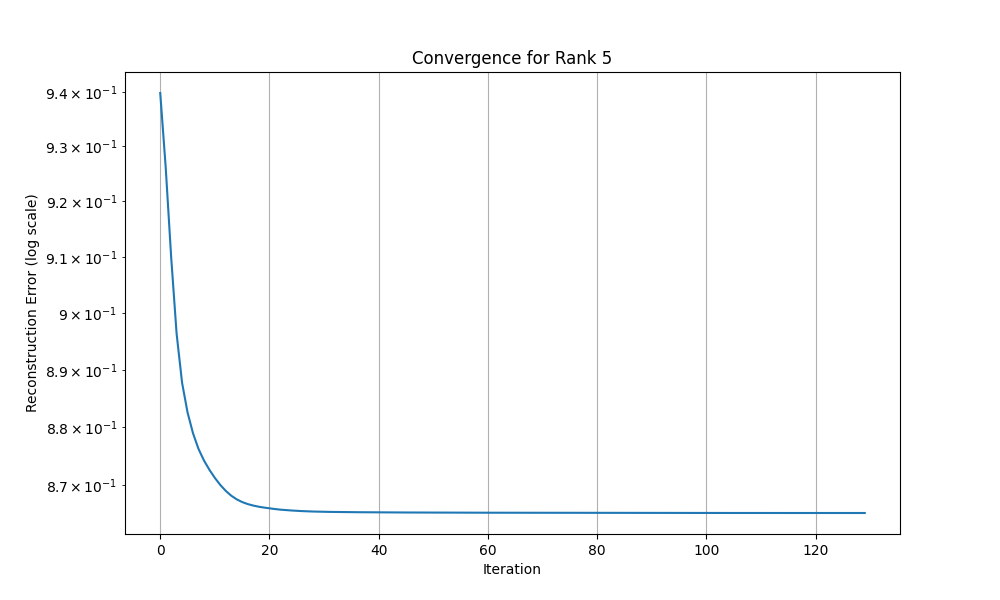 Convergence for Rank 5
Reconstruction Error (log scale)
9.4 × 10⁻¹
9.3 × 10⁻¹
9.2 × 10⁻¹
9.1 × 10⁻¹
9 × 10⁻¹
8.9 × 10⁻¹
8.8 × 10⁻¹
8.7 × 10⁻¹
0 20 40 60 80 100 120
Iteration